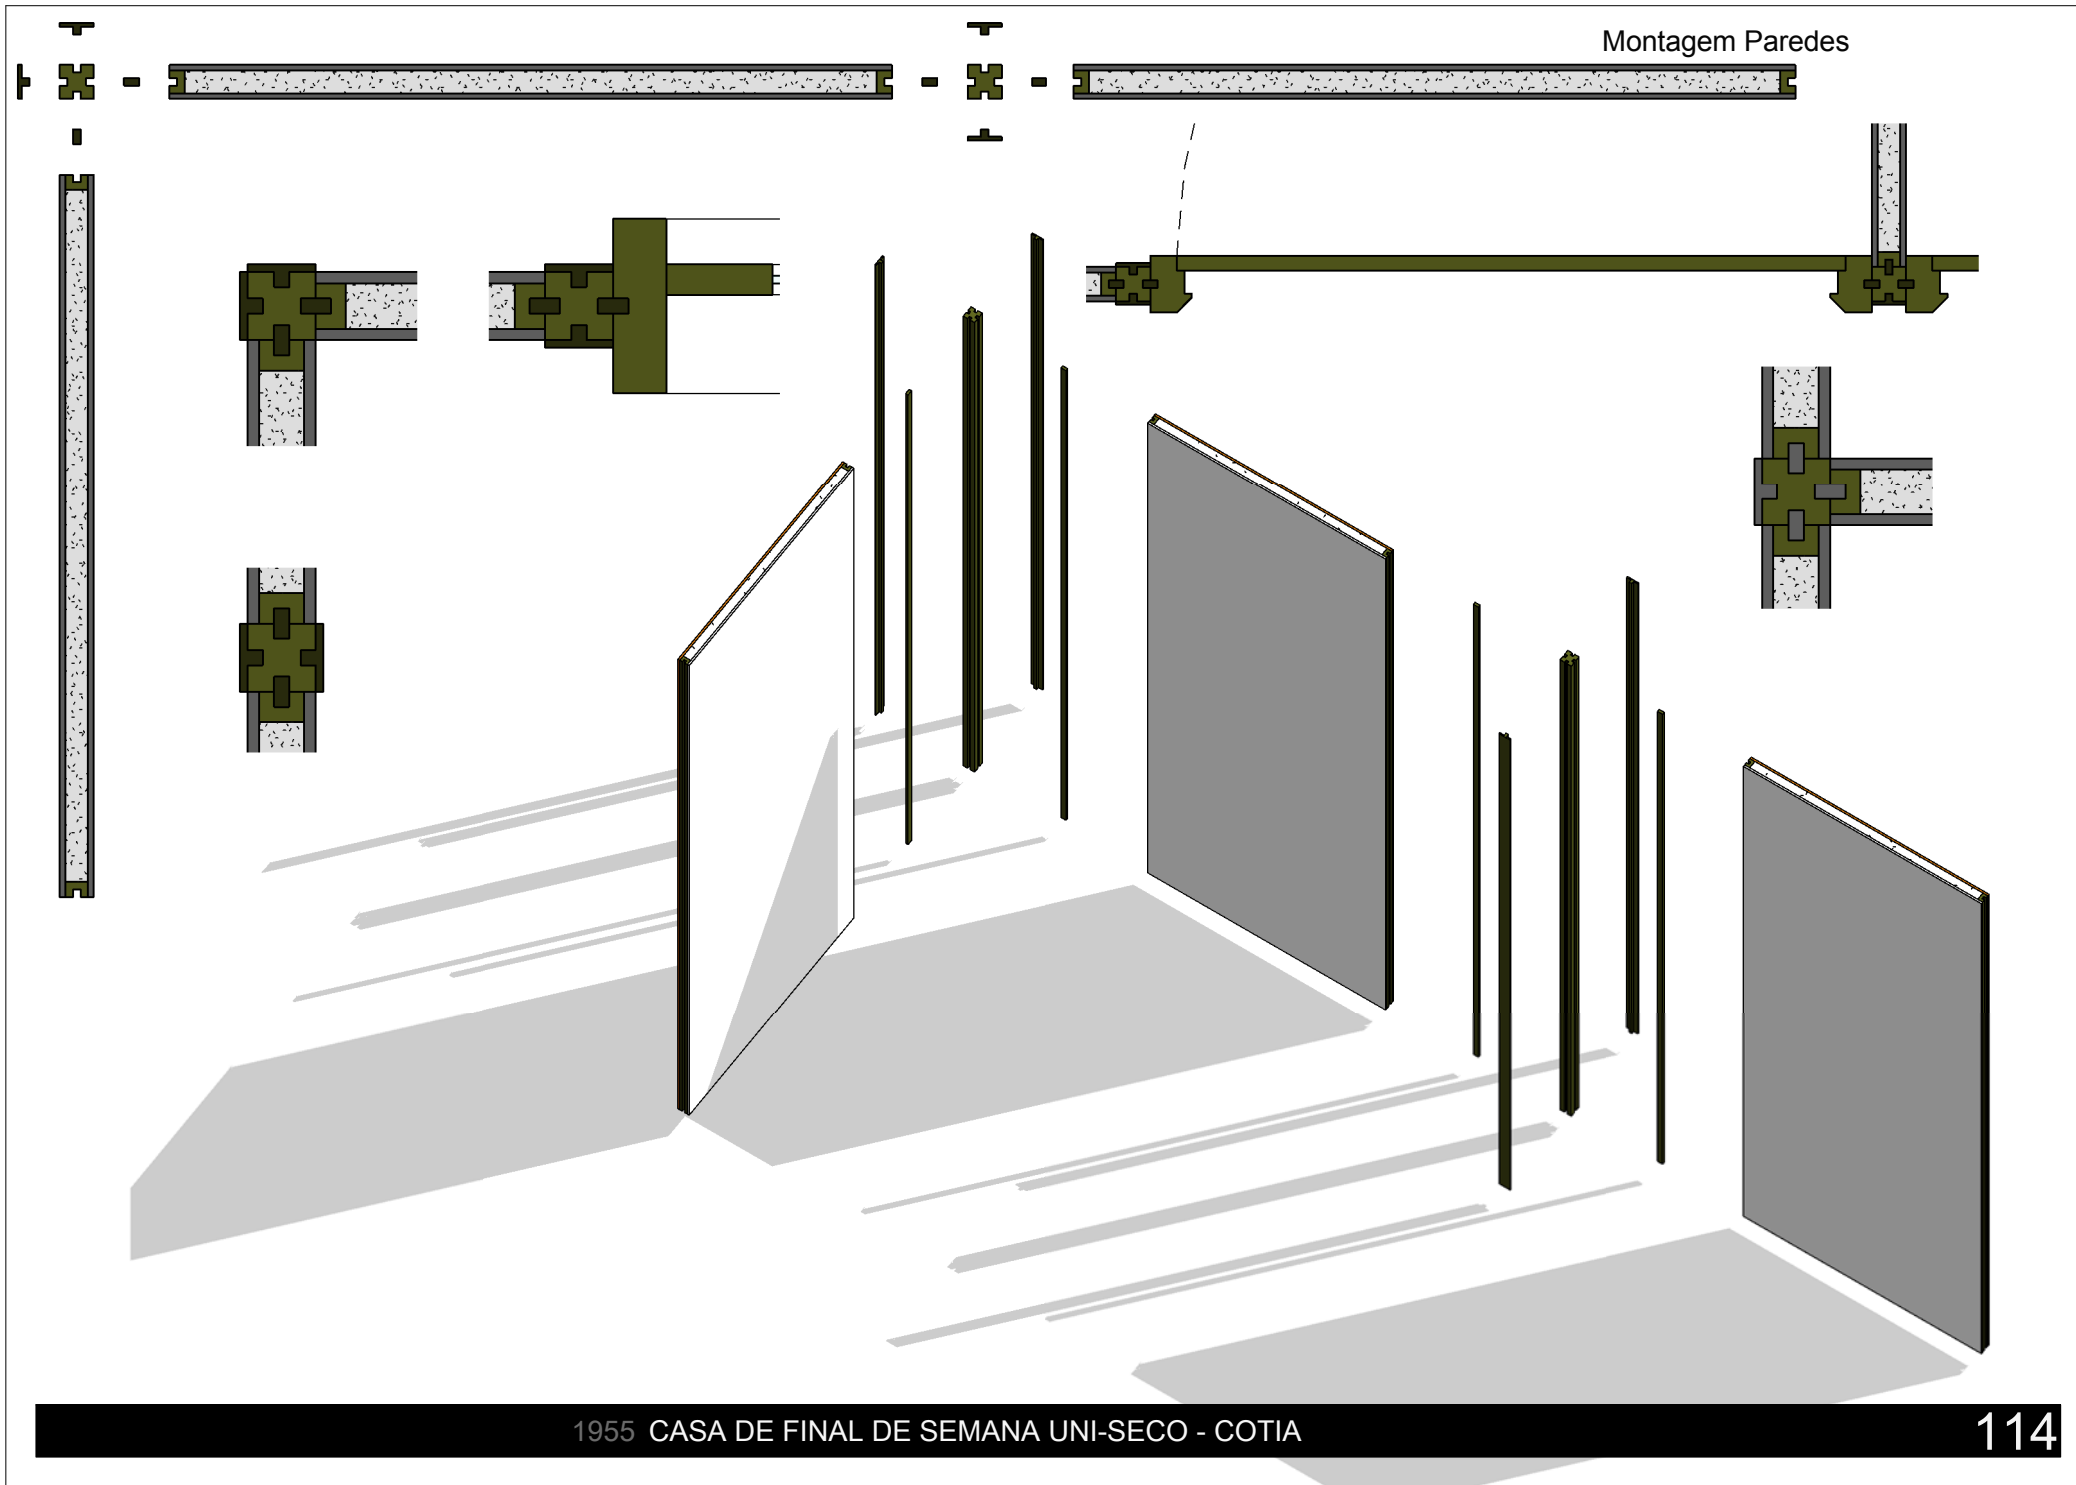 Montagem Paredes
1955 CASA DE FINAL DE SEMANA UNI-SECO - COTIA
114